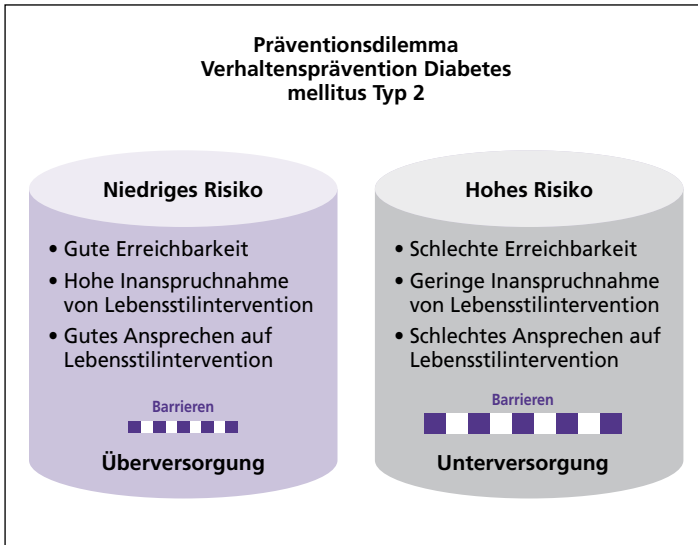 Präventionsdilemma
Verhaltensprävention Diabetes
mellitus Typ 2
Niedriges Risiko
• Gute Erreichbarkeit
• Hohe Inanspruchnahme
von Lebensstilintervention
• Gutes Ansprechen auf
Lebensstilintervention
Barrieren
Überversorgung
Hohes Risiko
• Schlechte Erreichbarkeit
• Geringe Inanspruchnahme
von Lebensstilintervention
• Schlechtes Ansprechen auf
Lebensstilintervention
Barrieren
Unterversorgung